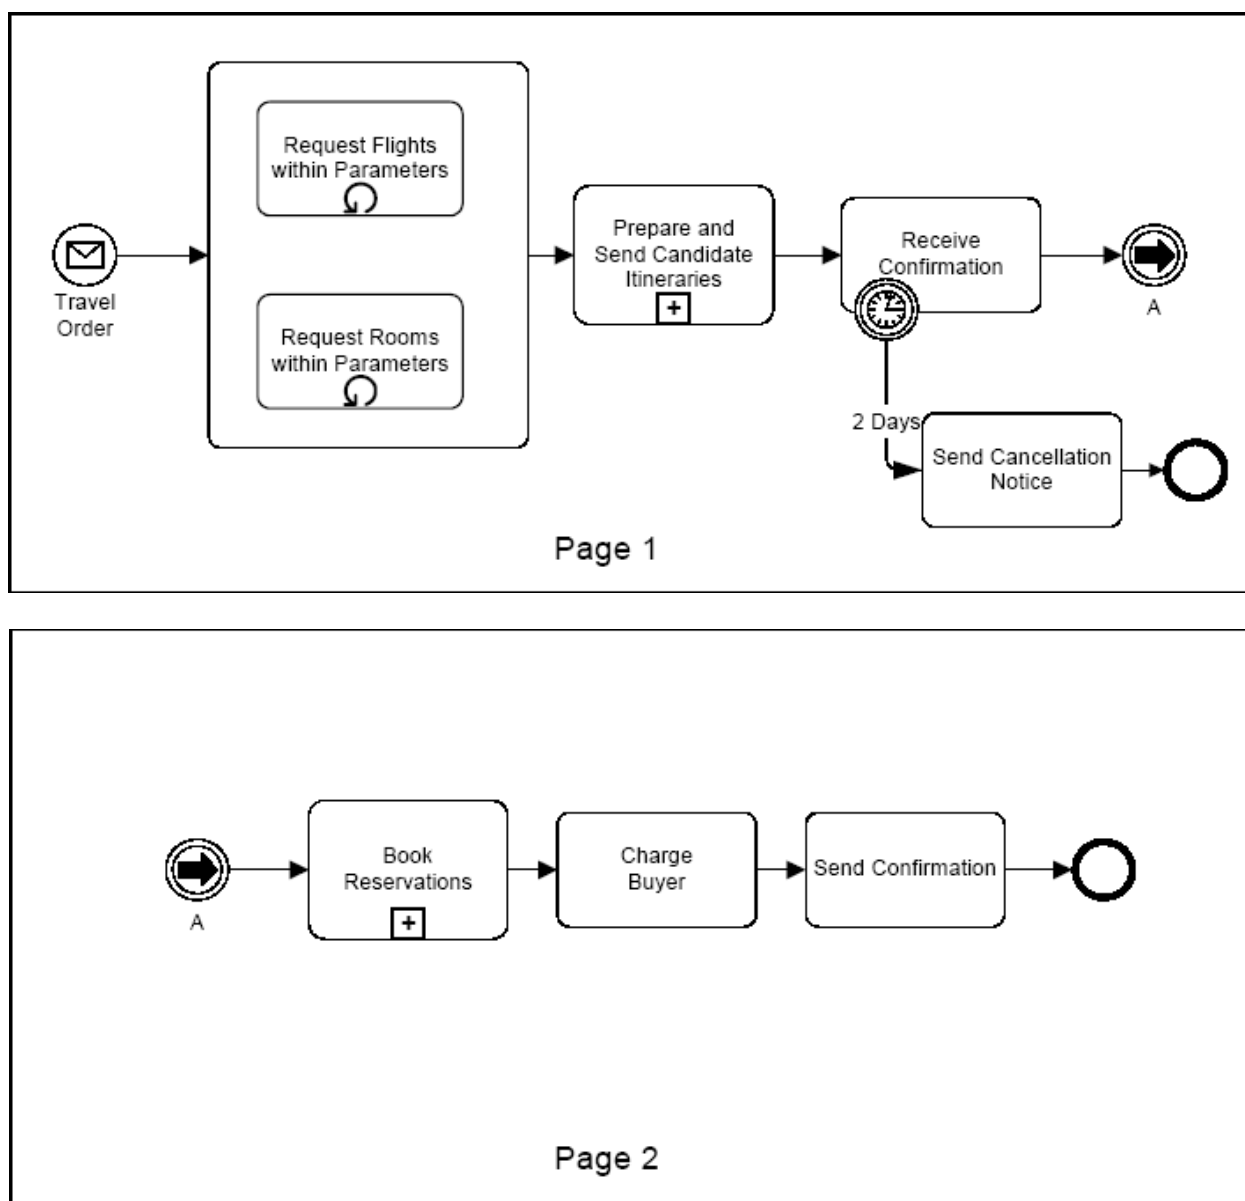 Request Flights
within Parameters
Request Rooms
within Parameters
Travel
Order
Prepare and
Send Candidate
Itineraries
+
Receive
Confirmation
A
2 Days
Send Cancellation
Notice
Page 1
A
Book
Reservations
+
Charge
Buyer
Send Confirmation
Page 2